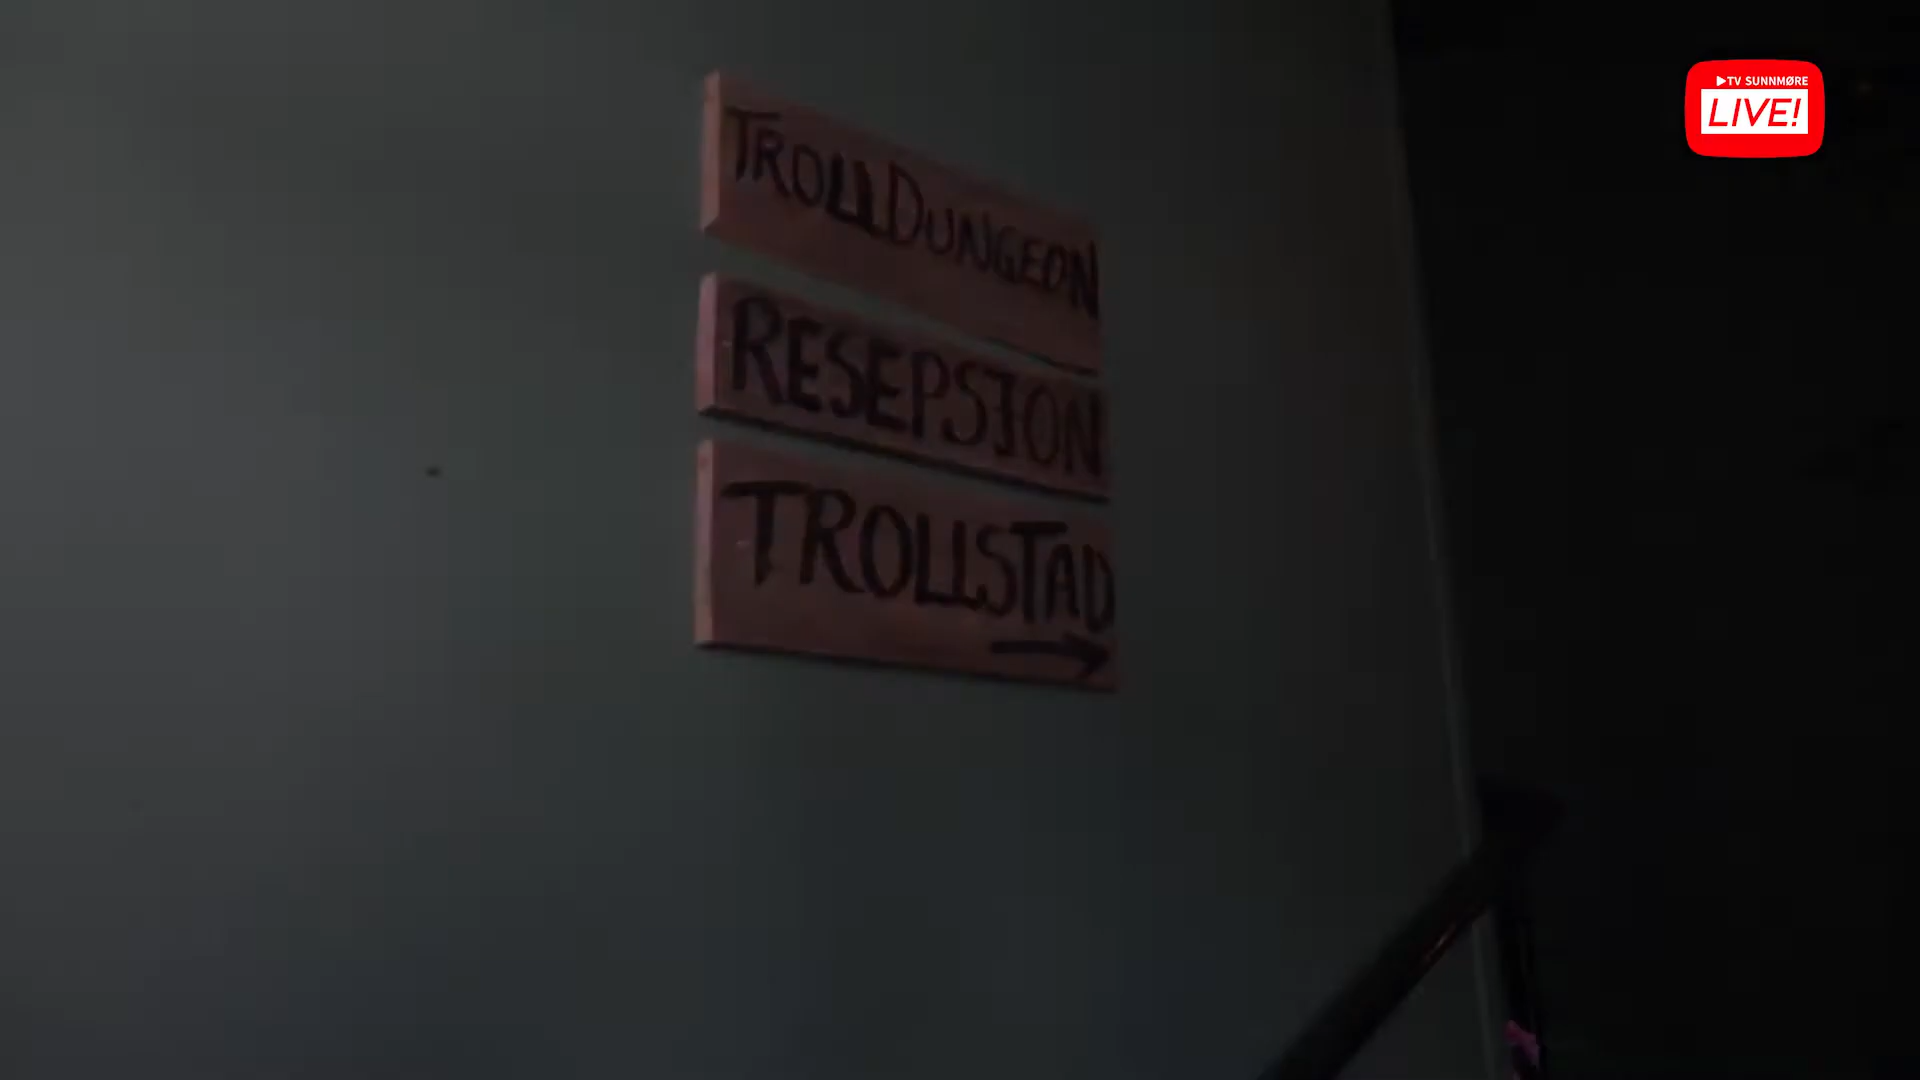 TROLLDUNGEON
RESEPSJON
TROLLSTAD
TV SUNNMØRE
LIVE!